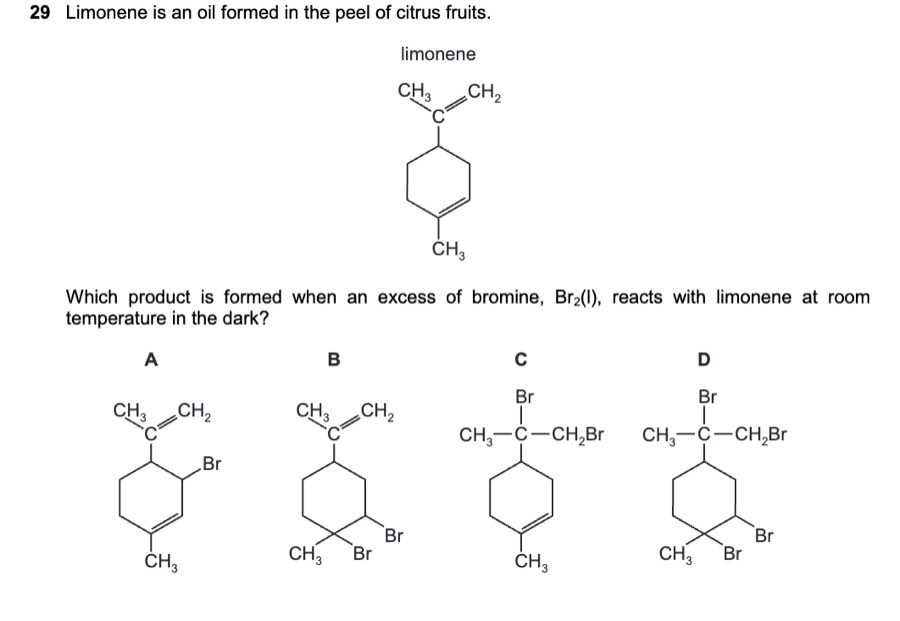 29 Limonene is an oil formed in the peel of citrus fruits.
limonene
CH₃ CH₂
C
CH₃
Which product is formed when an excess of bromine, Br₂(l), reacts with limonene at room
temperature in the dark?
A B C D
Br Br
CH₃ CH₂ CH₃ CH₂ CH₃—C—CH₂Br CH₃—C—CH₂Br
C C
Br
Br Br
CH₃ CH₃ Br CH₃ CH₃ Br